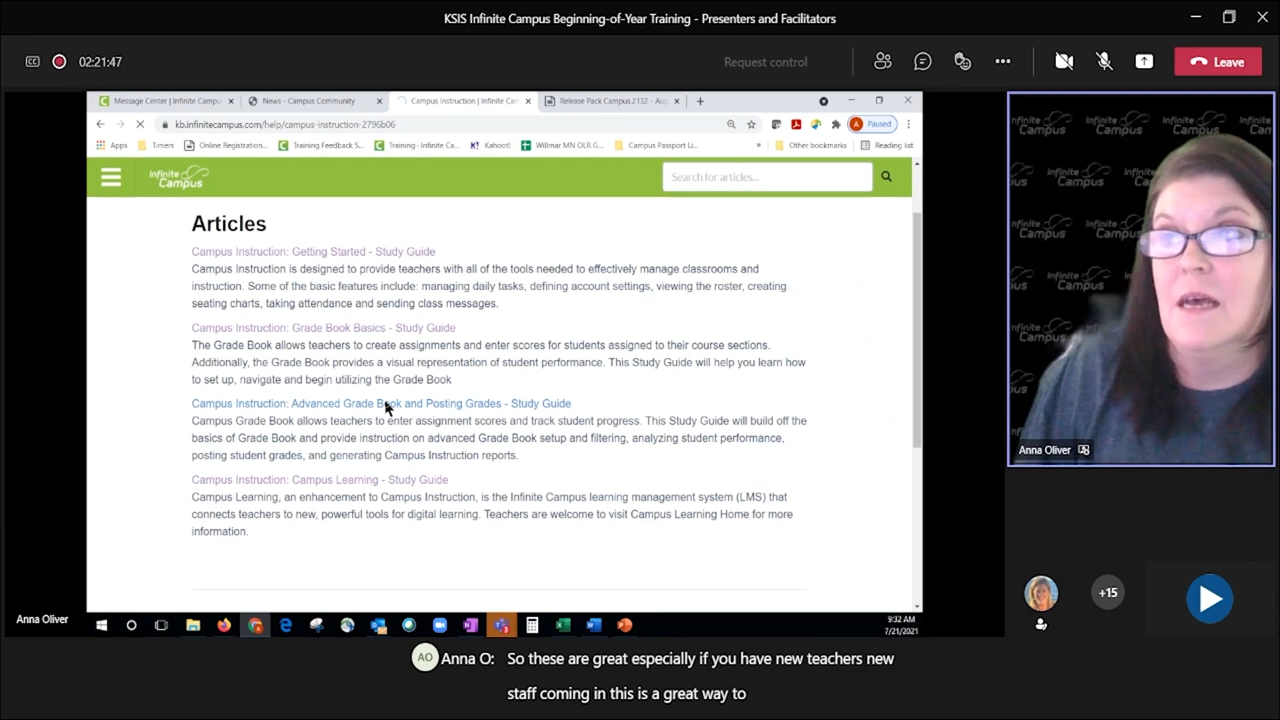 KSIS Infinite Campus Beginning-of-Year Training - Presenters and Facilitators
02:21:47
Request control
Leave
Message Center | Infinite Campu
News - Campus Community
Campus Instruction | Infinite Cam
Release Pack Campus.2132 - Aug
kb.infinitecampus.com/help/campus-instruction-2796b06
Paused
Apps
Timers
Online Registration...
Training Feedback S...
Training - Infinite Ca...
Kahoot!
Willmar MN OLR G...
Campus Passport Li...
Other bookmarks
Reading list
Infinite Campus
Search for articles...
Articles
Campus Instruction: Getting Started - Study Guide
Campus Instruction is designed to provide teachers with all of the tools needed to effectively manage classrooms and
instruction. Some of the basic features include: managing daily tasks, defining account settings, viewing the roster, creating
seating charts, taking attendance and sending class messages.
Campus Instruction: Grade Book Basics - Study Guide
The Grade Book allows teachers to create assignments and enter scores for students assigned to their course sections.
Additionally, the Grade Book provides a visual representation of student performance. This Study Guide will help you learn how
to set up, navigate and begin utilizing the Grade Book
Campus Instruction: Advanced Grade Book and Posting Grades - Study Guide
Campus Grade Book allows teachers to enter assignment scores and track student progress. This Study Guide will build off the
basics of Grade Book and provide instruction on advanced Grade Book setup and filtering, analyzing student performance,
posting student grades, and generating Campus Instruction reports.
Campus Instruction: Campus Learning - Study Guide
Campus Learning, an enhancement to Campus Instruction, is the Infinite Campus learning management system (LMS) that
connects teachers to new, powerful tools for digital learning. Teachers are welcome to visit Campus Learning Home for more
information.
9:32 AM
7/21/2021
Anna Oliver
Anna Oliver
+15
AO Anna O: So these are great especially if you have new teachers new
staff coming in this is a great way to